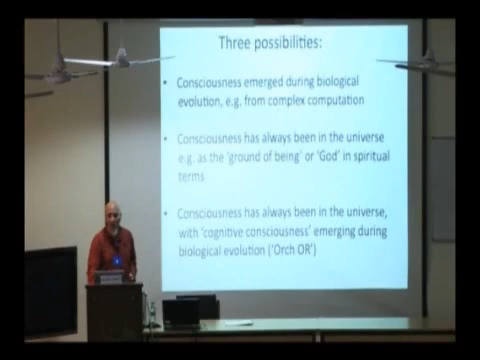 Three possibilities:
• Consciousness emerged during biological
evolution, e.g. from complex computation
• Consciousness has always been in the universe
e.g. as the 'ground of being' or 'God' in spiritual
terms
• Consciousness has always been in the universe,
with 'cognitive consciousness' emerging during
biological evolution ('Orch OR')